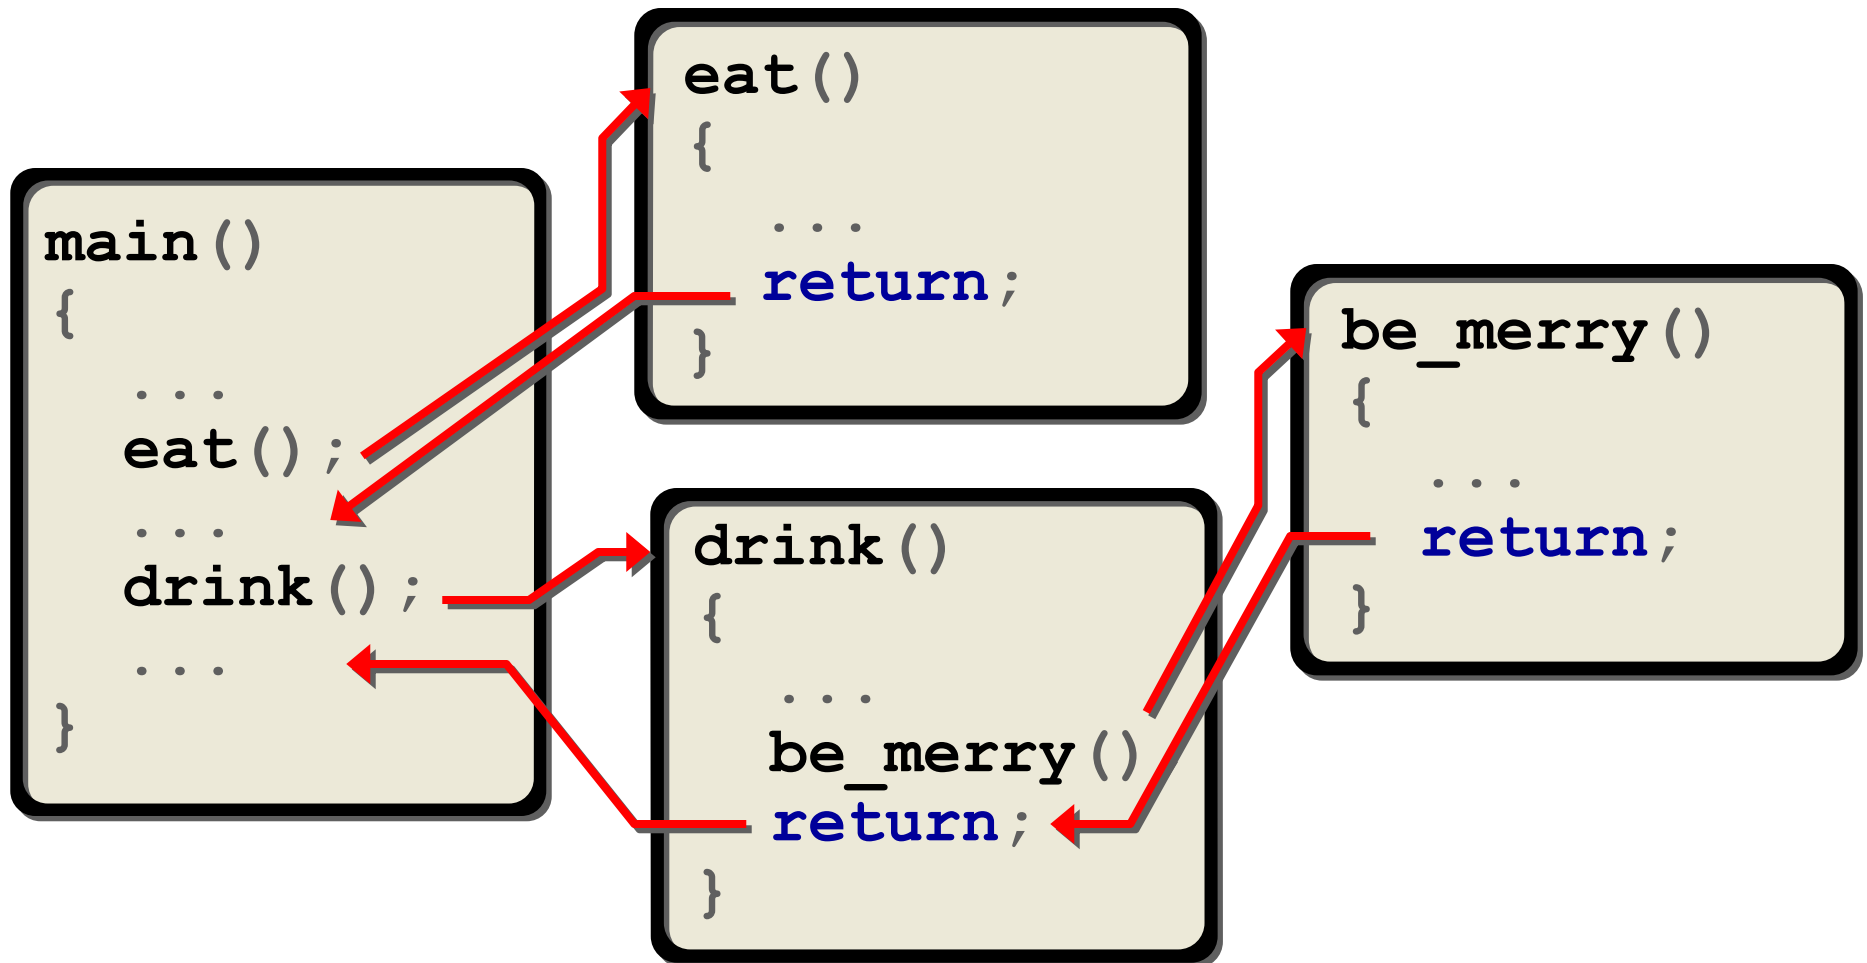 main()
{
...
eat();
...
drink();
...
}
eat()
{
...
return;
}
drink()
{
...
be_merry()
return;
}
be_merry()
{
...
return;
}